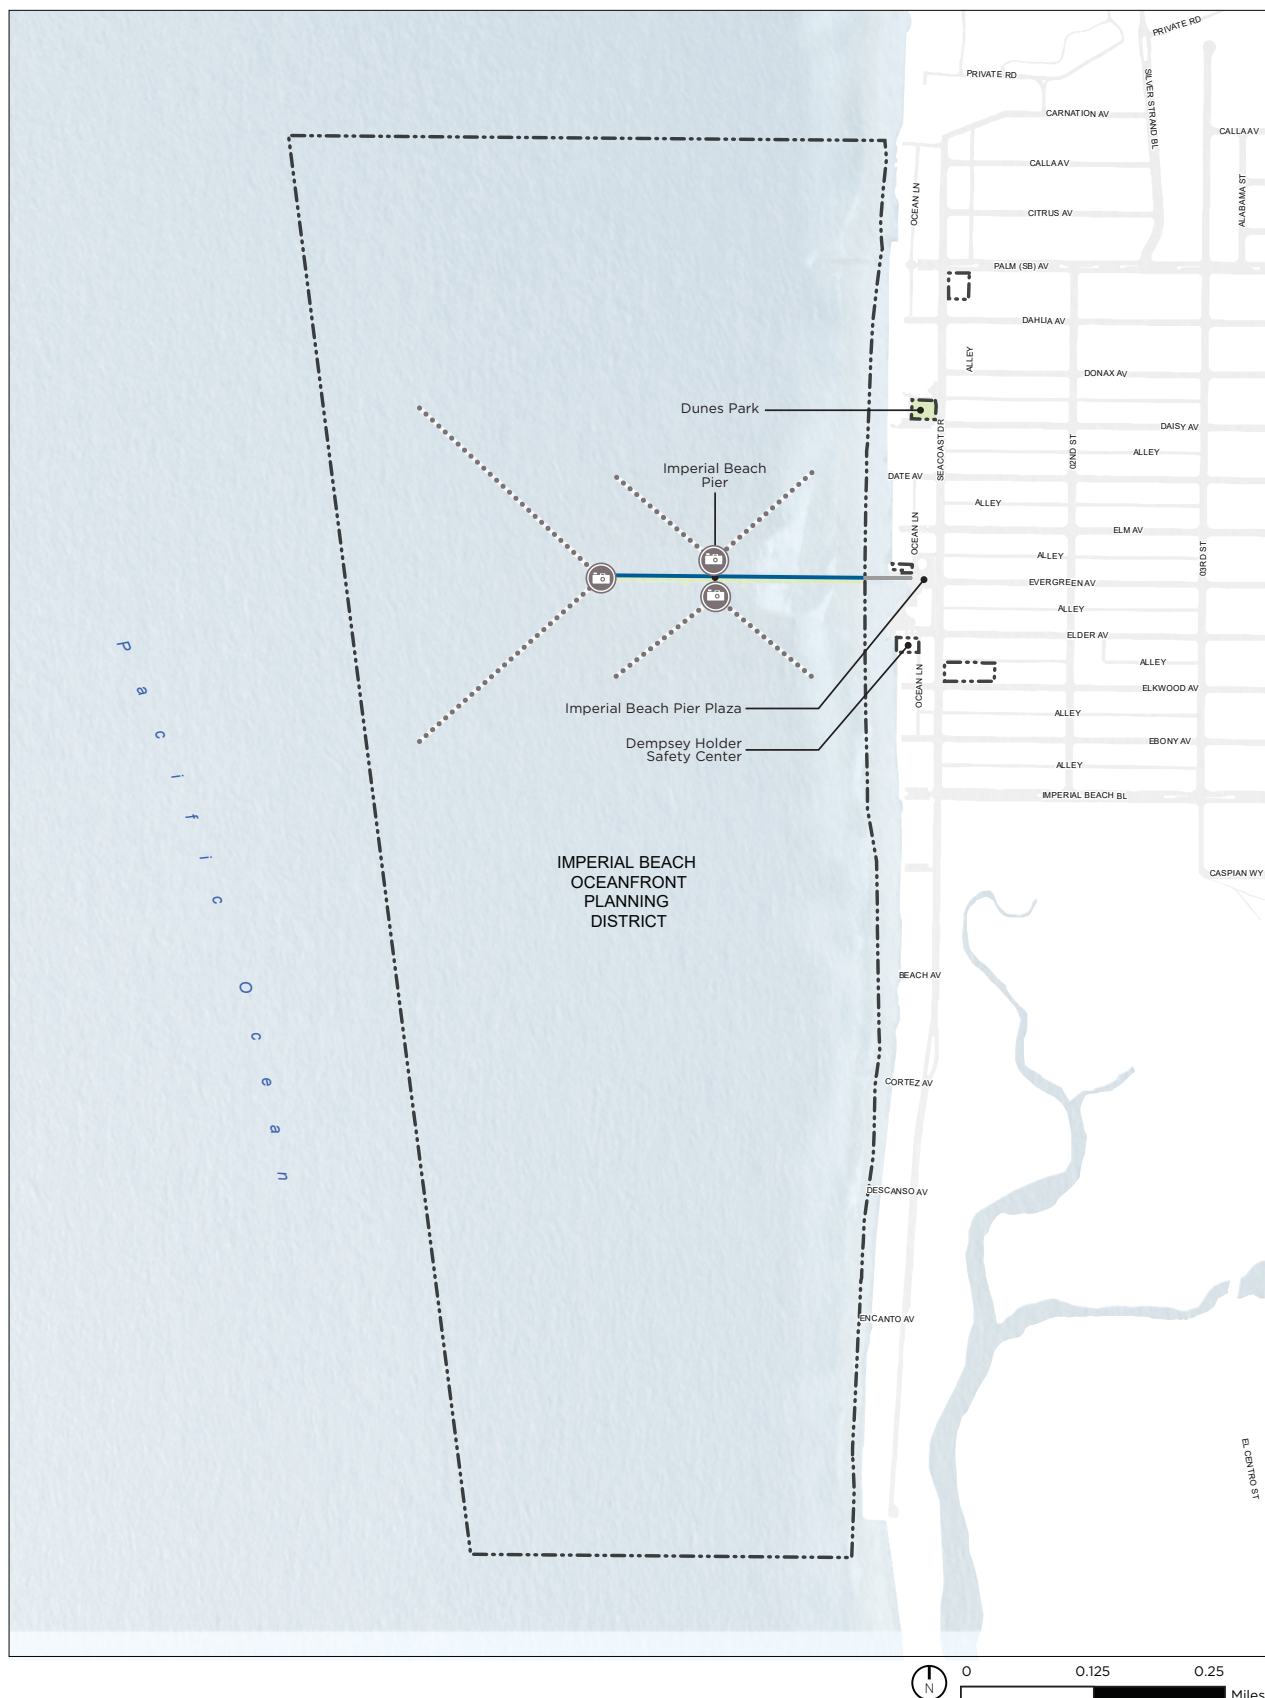 PRIVATE RD
PRIVATE RD
SILVER STRAND BL
CARNATION AV
CALLA AV
CALLA AV
OCEAN LN
ALABAMA ST
CITRUS AV
PALM (SB) AV
DAHLIA AV
ALLEY
DONAX AV
Dunes Park
SEACOAST DR
DAISY AV
02ND ST
ALLEY
Imperial Beach
Pier
DATE AV
ALLEY
OCEAN LN
ELM AV
03RD ST
ALLEY
EVERGREEN AV
ALLEY
ELDER AV
ALLEY
OCEAN LN
ELKWOOD AV
Imperial Beach Pier Plaza
ALLEY
Dempsey Holder
Safety Center
EBONY AV
ALLEY
IMPERIAL BEACH BL
Pacific Ocean
IMPERIAL BEACH
OCEANFRONT
PLANNING
DISTRICT
CASPIAN WY
BEACH AV
CORTEZ AV
DESCANSO AV
ENCANTO AV
EL CENTRO ST
N
0 0.125 0.25
Miles